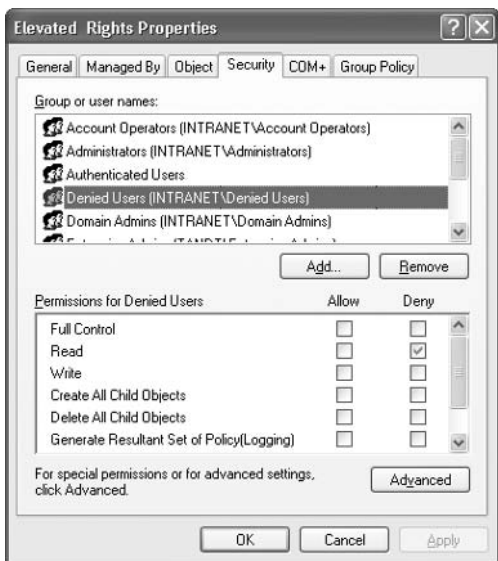 Elevated Rights Properties
General Managed By Object Security COM+ Group Policy
Group or user names:
Account Operators (INTRANET\Account Operators)
Administrators (INTRANET\Administrators)
Authenticated Users
Denied Users (INTRANET\Denied Users)
Domain Admins (INTRANET\Domain Admins)
Add... Remove
Permissions for Denied Users Allow Deny
Full Control
Read
Write
Create All Child Objects
Delete All Child Objects
Generate Resultant Set of Policy(Logging)
For special permissions or for advanced settings,
click Advanced.
Advanced
OK Cancel Apply